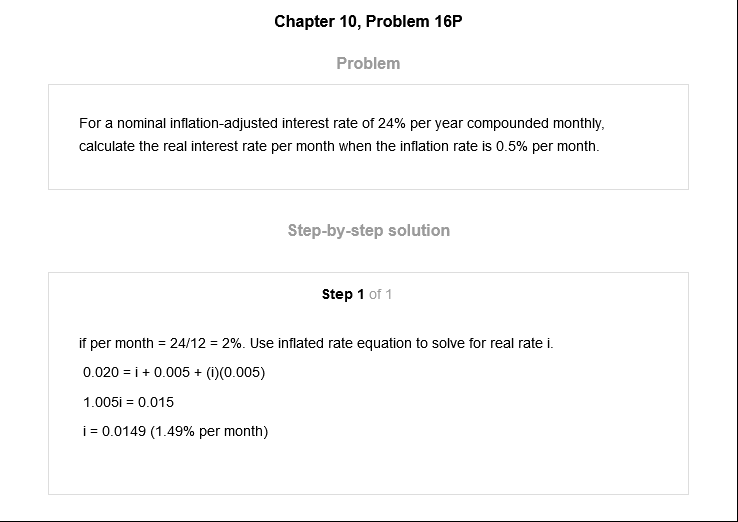 Chapter 10, Problem 16P
Problem
For a nominal inflation-adjusted interest rate of 24% per year compounded monthly,
calculate the real interest rate per month when the inflation rate is 0.5% per month.
Step-by-step solution
Step 1 of 1
if per month = 24/12 = 2%. Use inflated rate equation to solve for real rate i.
0.020 = i + 0.005 + (i)(0.005)
1.005i = 0.015
i = 0.0149 (1.49% per month)